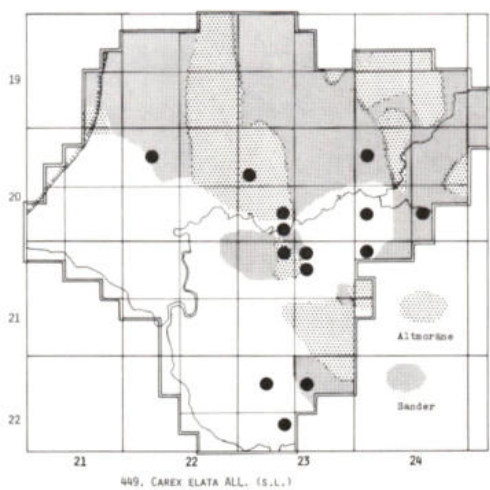 19
20
21
22
Altmoräne
Sander
21 22 23 24
449. CAREX ELATA ALL. (S.L.)